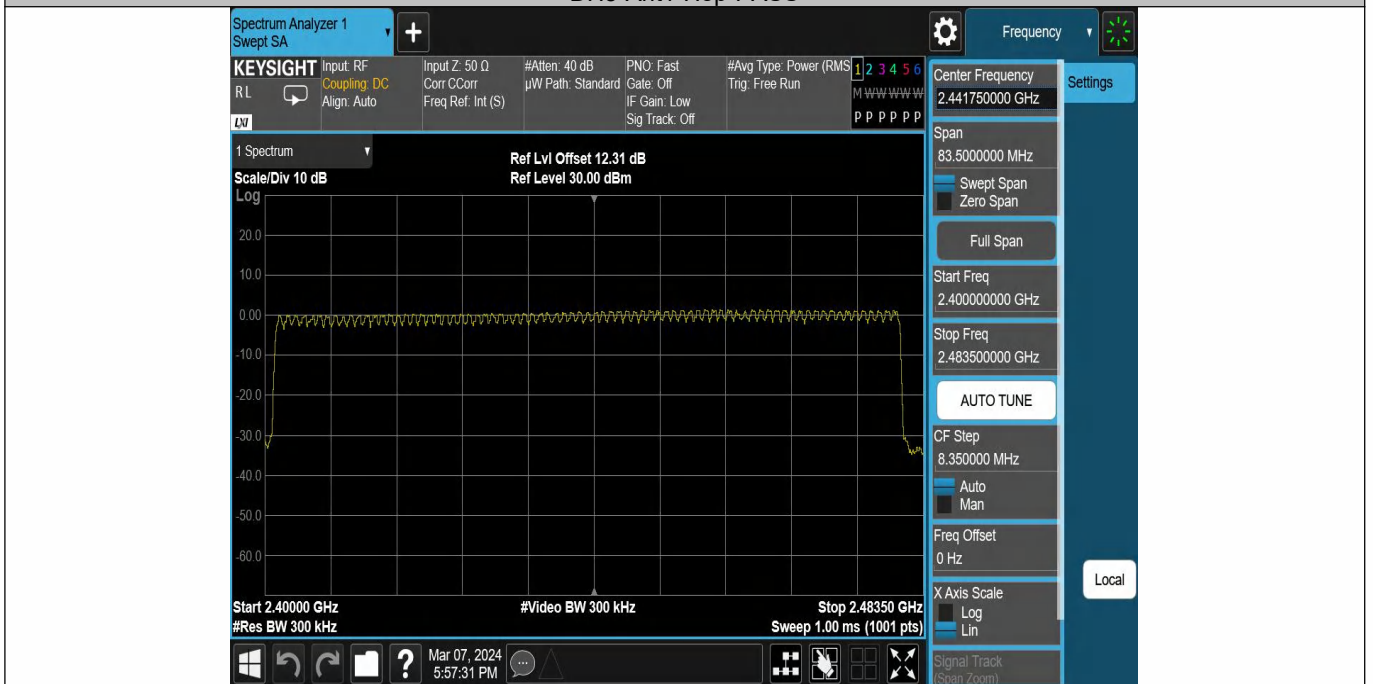 Spectrum Analyzer 1
Swept SA
Frequency
KEYSIGHT
RL
LXI
Input: RF
Coupling: DC
Align: Auto
Input Z: 50 Ω
Corr CCorr
Freq Ref: Int (S)
#Atten: 40 dB
µW Path: Standard
PNO: Fast
Gate: Off
IF Gain: Low
Sig Track: Off
#Avg Type: Power (RMS
Trig: Free Run
1 2 3 4 5 6
M W W W W W
P P P P P P
Center Frequency
2.441750000 GHz
Settings
Span
83.5000000 MHz
Swept Span
Zero Span
Full Span
Start Freq
2.400000000 GHz
Stop Freq
2.483500000 GHz
AUTO TUNE
CF Step
8.350000 MHz
Auto
Man
Freq Offset
0 Hz
X Axis Scale
Log
Lin
Signal Track
(Span Zoom)
Local
1 Spectrum
Scale/Div 10 dB
Ref Lvl Offset 12.31 dB
Ref Level 30.00 dBm
Log
20.0
10.0
0.00
-10.0
-20.0
-30.0
-40.0
-50.0
-60.0
Start 2.40000 GHz
#Video BW 300 kHz
Stop 2.48350 GHz
#Res BW 300 kHz
Sweep 1.00 ms (1001 pts)
Mar 07, 2024
5:57:31 PM